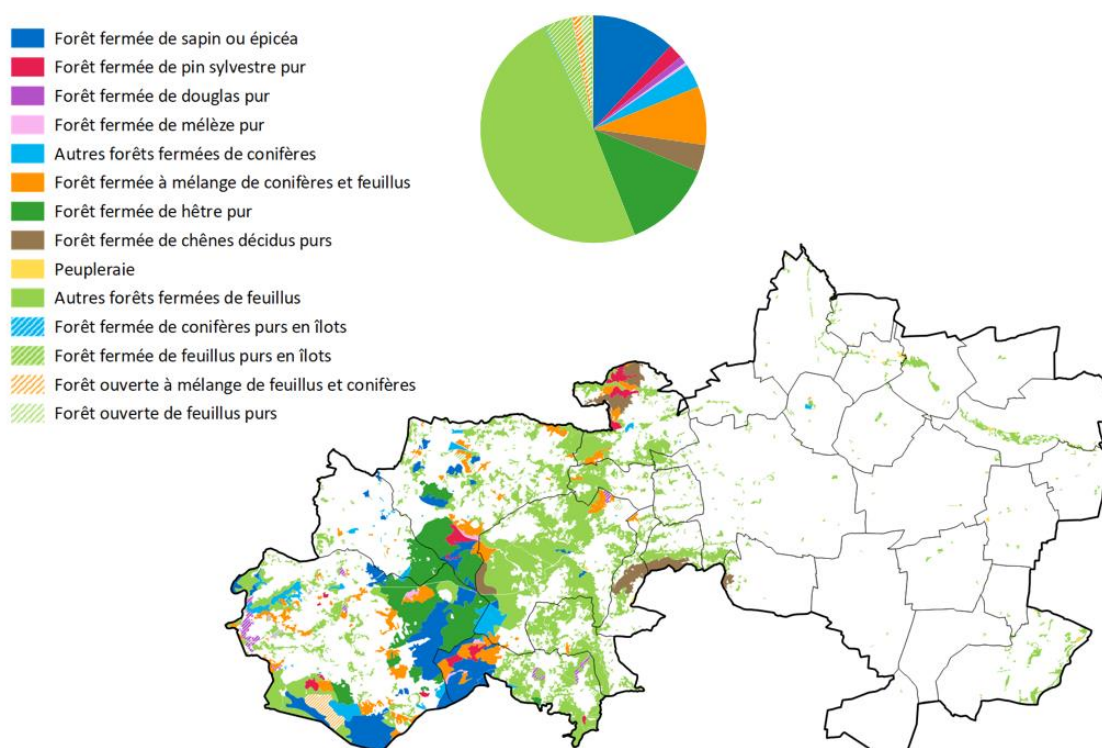 Forêt fermée de sapin ou épicéa
Forêt fermée de pin sylvestre pur
Forêt fermée de douglas pur
Forêt fermée de mélèze pur
Autres forêts fermées de conifères
Forêt fermée à mélange de conifères et feuillus
Forêt fermée de hêtre pur
Forêt fermée de chênes décidus purs
Peupleraie
Autres forêts fermées de feuillus
Forêt fermée de conifères purs en îlots
Forêt fermée de feuillus purs en îlots
Forêt ouverte à mélange de feuillus et conifères
Forêt ouverte de feuillus purs